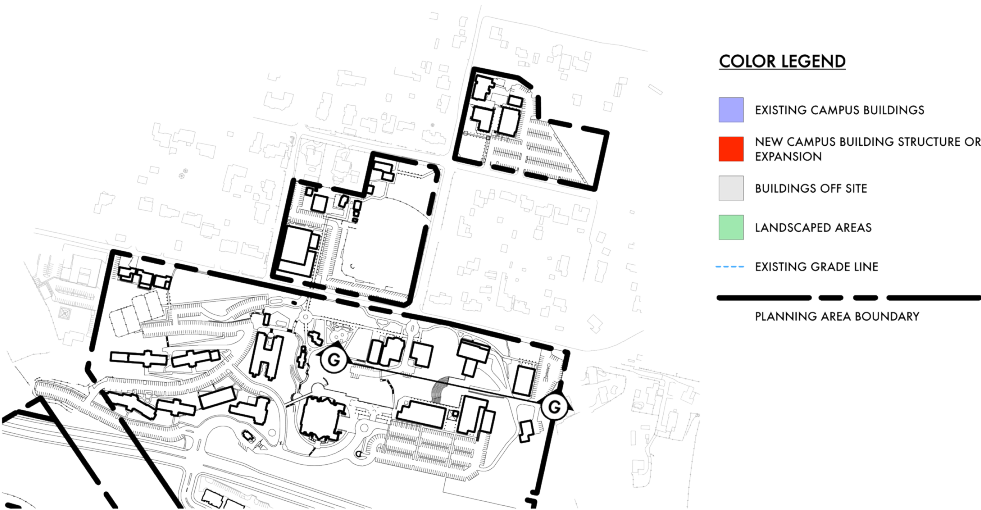 COLOR LEGEND
EXISTING CAMPUS BUILDINGS
NEW CAMPUS BUILDING STRUCTURE OR
EXPANSION
BUILDINGS OFF SITE
LANDSCAPED AREAS
EXISTING GRADE LINE
PLANNING AREA BOUNDARY
G
G